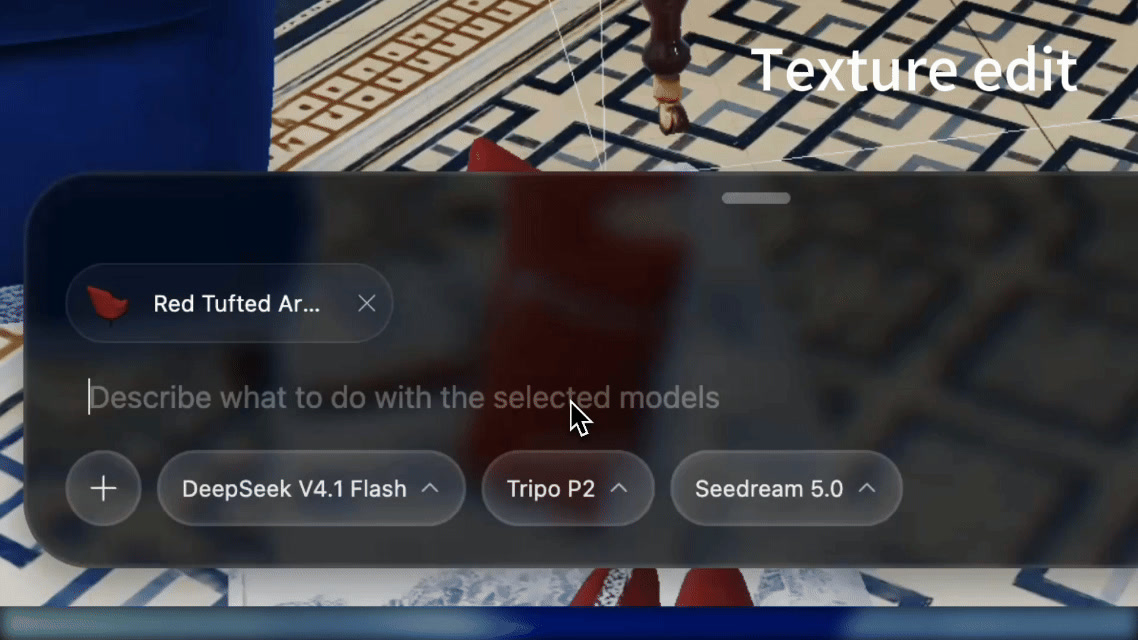 Texture edit
Red Tufted Ar...
Describe what to do with the selected models
DeepSeek V4.1 Flash
Tripo P2
Seedream 5.0